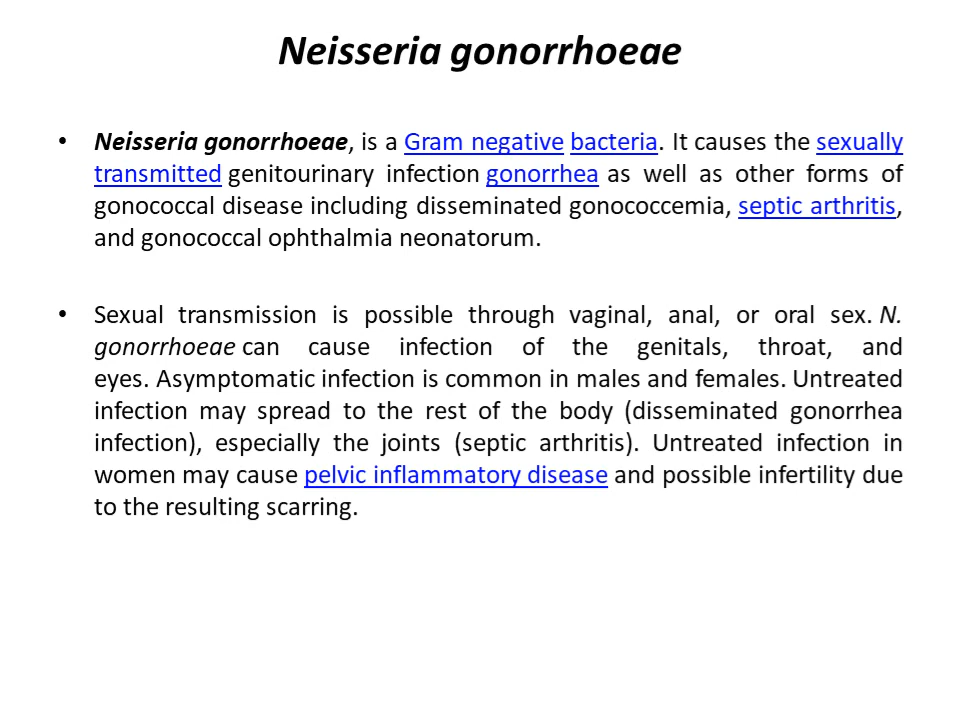 Neisseria gonorrhoeae
• Neisseria gonorrhoeae, is a Gram negative bacteria. It causes the sexually
transmitted genitourinary infection gonorrhea as well as other forms of
gonococcal disease including disseminated gonococcemia, septic arthritis,
and gonococcal ophthalmia neonatorum.
• Sexual transmission is possible through vaginal, anal, or oral sex. N.
gonorrhoeae can cause infection of the genitals, throat, and
eyes. Asymptomatic infection is common in males and females. Untreated
infection may spread to the rest of the body (disseminated gonorrhea
infection), especially the joints (septic arthritis). Untreated infection in
women may cause pelvic inflammatory disease and possible infertility due
to the resulting scarring.